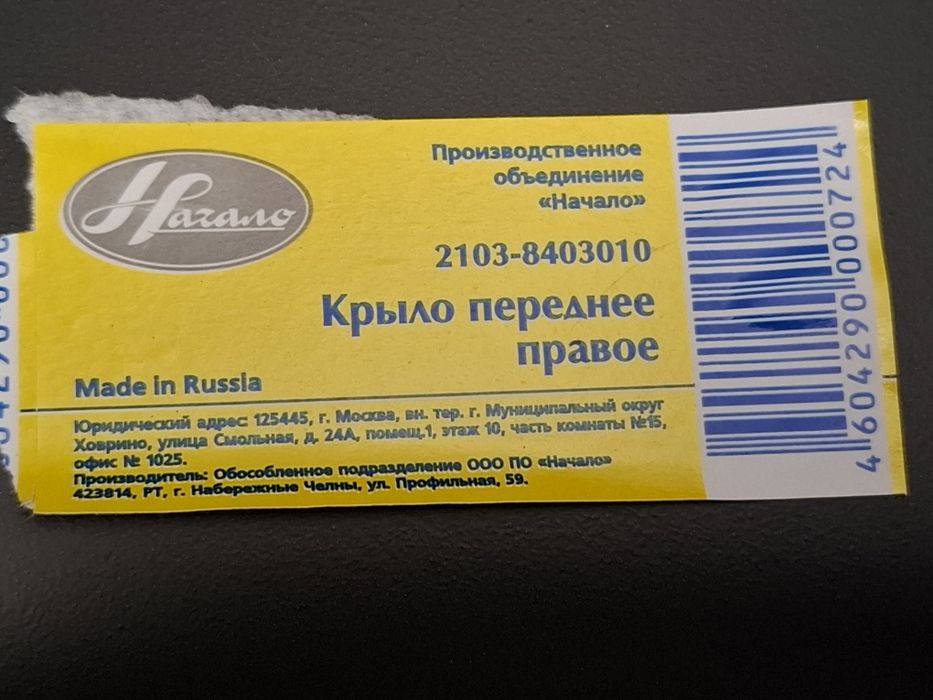 Начало
Производственное
объединение
«Начало»
2103-8403010
Крыло переднее
правое
Made in Russia
Юридический адрес: 125445, г. Москва, вн. тер. г. Муниципальный округ
Ховрино, улица Смольная, д. 24А, помещ.1, этаж 10, часть комнаты №15,
офис № 1025.
Производитель: Обособленное подразделение ООО ПО «Начало»
423814, РТ, г. Набережные Челны, ул. Профильная, 59.
4 604290 000724